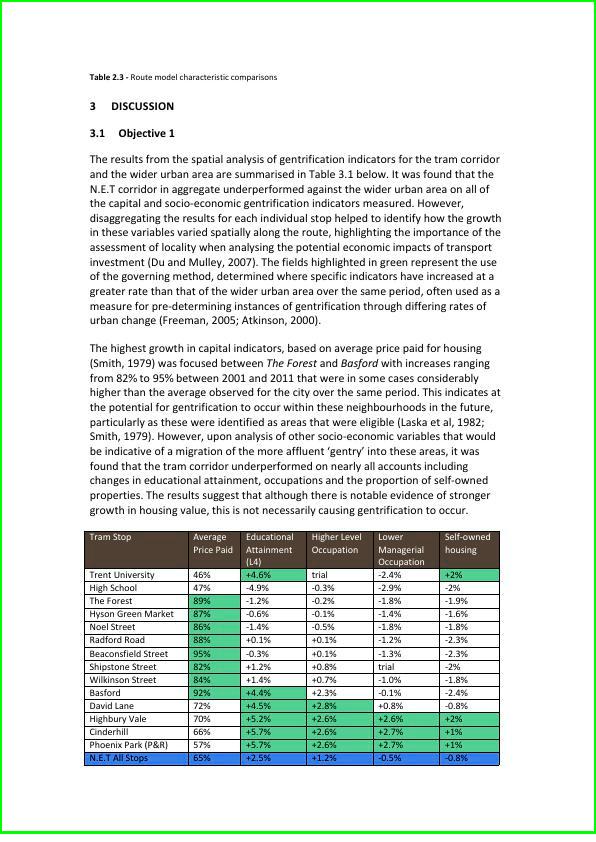 Table 2.3 - Route model characteristic comparisons
3 DISCUSSION
3.1 Objective 1
The results from the spatial analysis of gentrification indicators for the tram corridor
and the wider urban area are summarised in Table 3.1 below. It was found that the
N.E.T corridor in aggregate underperformed against the wider urban area on all of
the capital and socio-economic gentrification indicators measured. However,
disaggregating the results for each individual stop helped to identify how the growth
in these variables varied spatially along the route, highlighting the importance of the
assessment of locality when analysing the potential economic impacts of transport
investment (Du and Mulley, 2007). The fields highlighted in green represent the use
of the governing method, determined where specific indicators have increased at a
greater rate than that of the wider urban area over the same period, often used as a
measure for pre-determining instances of gentrification through differing rates of
urban change (Freeman, 2005; Atkinson, 2000).
The highest growth in capital indicators, based on average price paid for housing
(Smith, 1979) was focused between The Forest and Basford with increases ranging
from 82% to 95% between 2001 and 2011 that were in some cases considerably
higher than the average observed for the city over the same period. This indicates at
the potential for gentrification to occur within these neighbourhoods in the future,
particularly as these were identified as areas that were eligible (Laska et al, 1982;
Smith, 1979). However, upon analysis of other socio-economic variables that would
be indicative of a migration of the more affluent ‘gentry’ into these areas, it was
found that the tram corridor underperformed on nearly all accounts including
changes in educational attainment, occupations and the proportion of self-owned
properties. The results suggest that although there is notable evidence of stronger
growth in housing value, this is not necessarily causing gentrification to occur.
Tram Stop Average Educational Higher Level Lower Self-owned
Price Paid Attainment Occupation Managerial housing
(L4) Occupation
Trent University 46% +4.6% trial -2.4% +2%
High School 47% -4.9% -0.3% -2.9% -2%
The Forest 89% -1.2% -0.2% -1.8% -1.9%
Hyson Green Market 87% -0.6% -0.1% -1.4% -1.6%
Noel Street 86% -1.4% -0.5% -1.8% -1.8%
Radford Road 88% +0.1% +0.1% -1.2% -2.3%
Beaconsfield Street 95% -0.3% +0.1% -1.3% -2.3%
Shipstone Street 82% +1.2% +0.8% trial -2%
Wilkinson Street 84% +1.4% +0.7% -1.0% -1.8%
Basford 92% +4.4% +2.3% -0.1% -2.4%
David Lane 72% +4.5% +2.8% +0.8% -0.8%
Highbury Vale 70% +5.2% +2.6% +2.6% +2%
Cinderhill 66% +5.7% +2.6% +2.7% +1%
Phoenix Park (P&R) 57% +5.7% +2.6% +2.7% +1%
N.E.T All Stops 65% +2.5% +1.2% -0.5% -0.8%